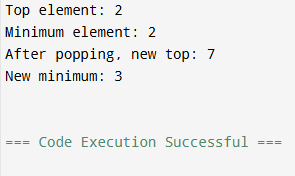 Top element: 2
Minimum element: 2
After popping, new top: 7
New minimum: 3
=== Code Execution Successful ===